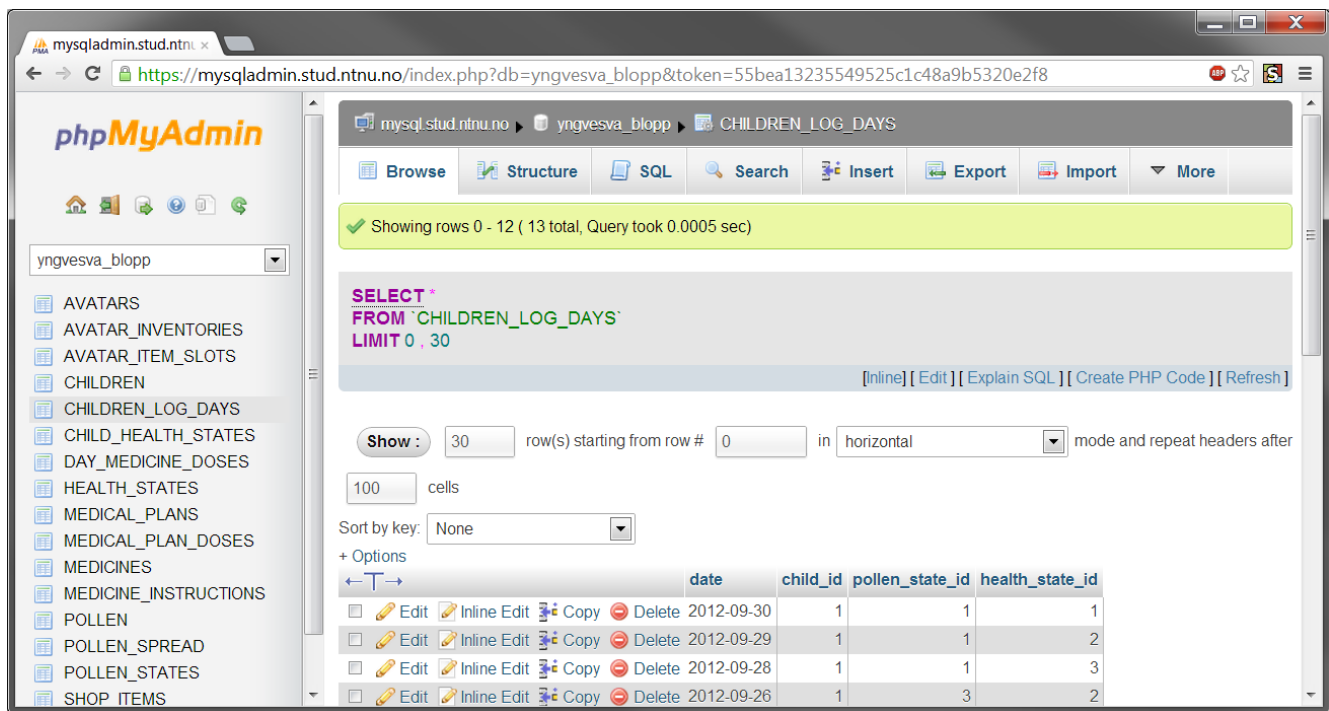 mysqladmin.stud.ntnu ×
https://mysqladmin.stud.ntnu.no/index.php?db=yngvesva_blopp&token=55bea13235549525c1c48a9b5320e2f8
ABP
S
phpMyAdmin
yngvesva_blopp
AVATARS
AVATAR_INVENTORIES
AVATAR_ITEM_SLOTS
CHILDREN
CHILDREN_LOG_DAYS
CHILD_HEALTH_STATES
DAY_MEDICINE_DOSES
HEALTH_STATES
MEDICAL_PLANS
MEDICAL_PLAN_DOSES
MEDICINES
MEDICINE_INSTRUCTIONS
POLLEN
POLLEN_SPREAD
POLLEN_STATES
SHOP_ITEMS
mysql.stud.ntnu.no ▸ yngvesva_blopp ▸ CHILDREN_LOG_DAYS
Browse Structure SQL Search Insert Export Import ▼ More
Showing rows 0 - 12 ( 13 total, Query took 0.0005 sec)
SELECT *
FROM `CHILDREN_LOG_DAYS`
LIMIT 0 , 30
[Inline] [ Edit ] [ Explain SQL ] [ Create PHP Code ] [ Refresh ]
Show : 30 row(s) starting from row # 0 in horizontal mode and repeat headers after
100 cells
Sort by key: None
+ Options
←T→ date child_id pollen_state_id health_state_id
Edit Inline Edit Copy Delete 2012-09-30 1 1 1
Edit Inline Edit Copy Delete 2012-09-29 1 1 2
Edit Inline Edit Copy Delete 2012-09-28 1 1 3
Edit Inline Edit Copy Delete 2012-09-26 1 3 2